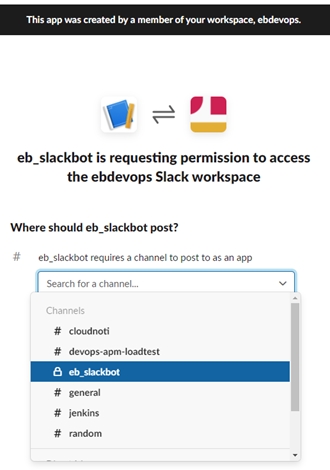 This app was created by a member of your workspace, ebdevops.
eb_slackbot is requesting permission to access
the ebdevops Slack workspace
Where should eb_slackbot post?
# eb_slackbot requires a channel to post to as an app
Search for a channel...
Channels
# cloudnoti
# devops-apm-loadtest
eb_slackbot
# general
# jenkins
# random